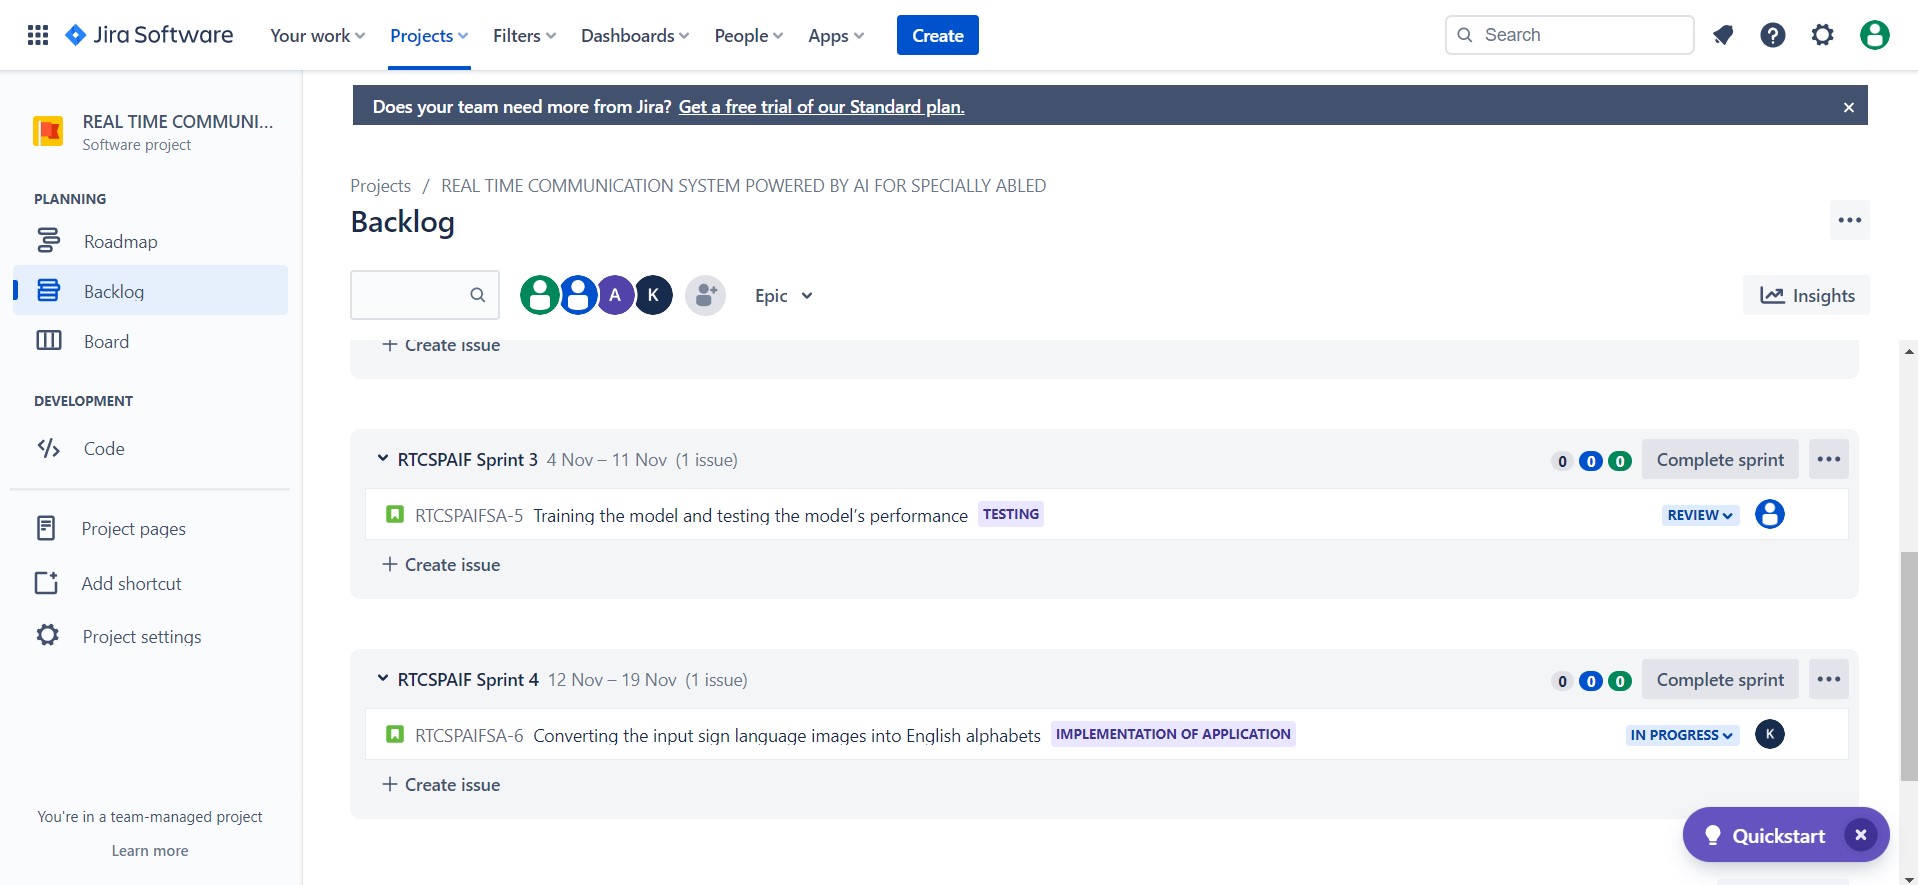 Jira Software
Your work
Projects
Filters
Dashboards
People
Apps
Create
Search
REAL TIME COMMUNI...
Software project
PLANNING
Roadmap
Backlog
Board
DEVELOPMENT
Code
Project pages
Add shortcut
Project settings
You're in a team-managed project
Learn more
Does your team need more from Jira? Get a free trial of our Standard plan.
Projects / REAL TIME COMMUNICATION SYSTEM POWERED BY AI FOR SPECIALLY ABLED
Backlog
A
K
Epic
Insights
+ Create issue
RTCSPAIF Sprint 3 4 Nov – 11 Nov (1 issue)
0 0 0
Complete sprint
RTCSPAIFSA-5 Training the model and testing the model's performance TESTING
REVIEW
+ Create issue
RTCSPAIF Sprint 4 12 Nov – 19 Nov (1 issue)
0 0 0
Complete sprint
RTCSPAIFSA-6 Converting the input sign language images into English alphabets IMPLEMENTATION OF APPLICATION
IN PROGRESS
K
+ Create issue
Quickstart